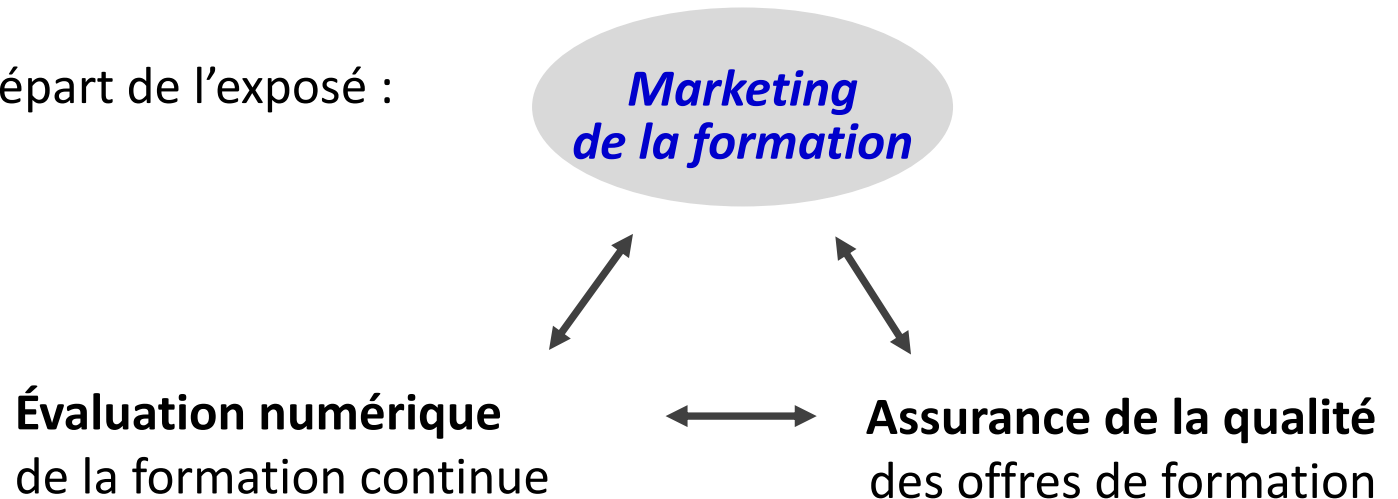 épart de l’exposé :
Marketing
de la formation
Évaluation numérique
de la formation continue
Assurance de la qualité
des offres de formation